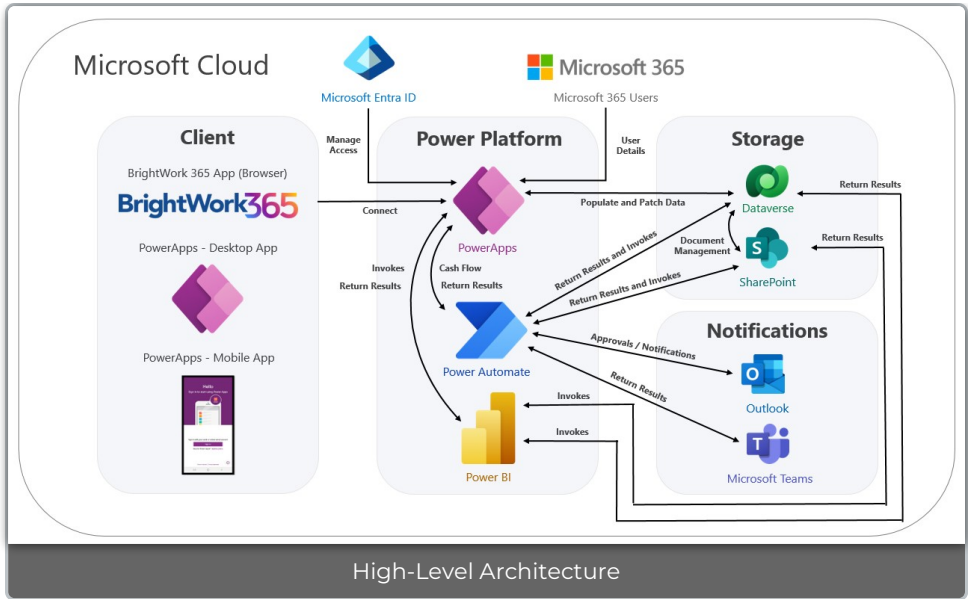 Microsoft Cloud
Microsoft Entra ID
Microsoft 365
Microsoft 365 Users
Client
BrightWork 365 App (Browser)
BrightWork365
PowerApps - Desktop App
PowerApps - Mobile App
Hello
Manage
Access
Connect
Power Platform
PowerApps
Invokes
Return Results
Cash Flow
Return Results
Power Automate
Power BI
User
Details
Populate and Patch Data
Return Results and Invokes
Return Results and Invokes
Document
Management
Approvals / Notifications
Return Results
Invokes
Invokes
Storage
Dataverse
Return Results
S
SharePoint
Return Results
Notifications
O
Outlook
T
Microsoft Teams
High-Level Architecture